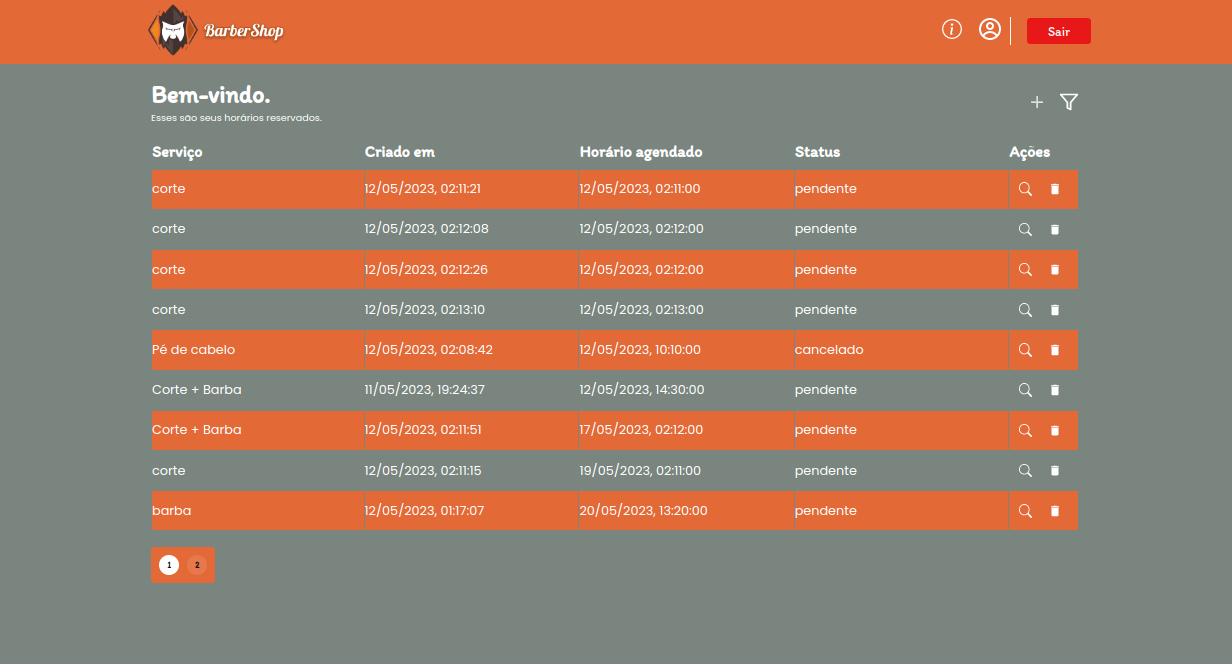 BarberShop
Sair
Bem-vindo.
Esses são seus horários reservados.
Serviço Criado em Horário agendado Status Ações
corte 12/05/2023, 02:11:21 12/05/2023, 02:11:00 pendente
corte 12/05/2023, 02:12:08 12/05/2023, 02:12:00 pendente
corte 12/05/2023, 02:12:26 12/05/2023, 02:12:00 pendente
corte 12/05/2023, 02:13:10 12/05/2023, 02:13:00 pendente
Pé de cabelo 12/05/2023, 02:08:42 12/05/2023, 10:10:00 cancelado
Corte + Barba 11/05/2023, 19:24:37 12/05/2023, 14:30:00 pendente
Corte + Barba 12/05/2023, 02:11:51 17/05/2023, 02:12:00 pendente
corte 12/05/2023, 02:11:15 19/05/2023, 02:11:00 pendente
barba 12/05/2023, 01:17:07 20/05/2023, 13:20:00 pendente
1 2